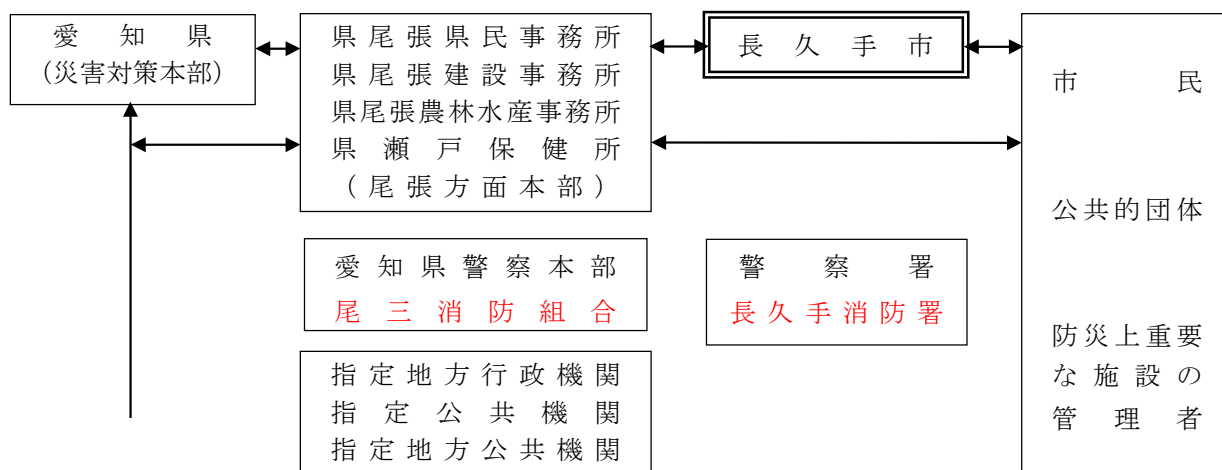 愛知県
(災害対策本部)
県尾張県民事務所
県尾張建設事務所
県尾張農林水産事務所
県瀬戸保健所
(尾張方面本部)
長久手市
市民
公共的団体
防災上重要
な施設の
管理者
愛知県警察本部
尾三消防組合
警察署
長久手消防署
指定地方行政機関
指定公共機関
指定地方公共機関